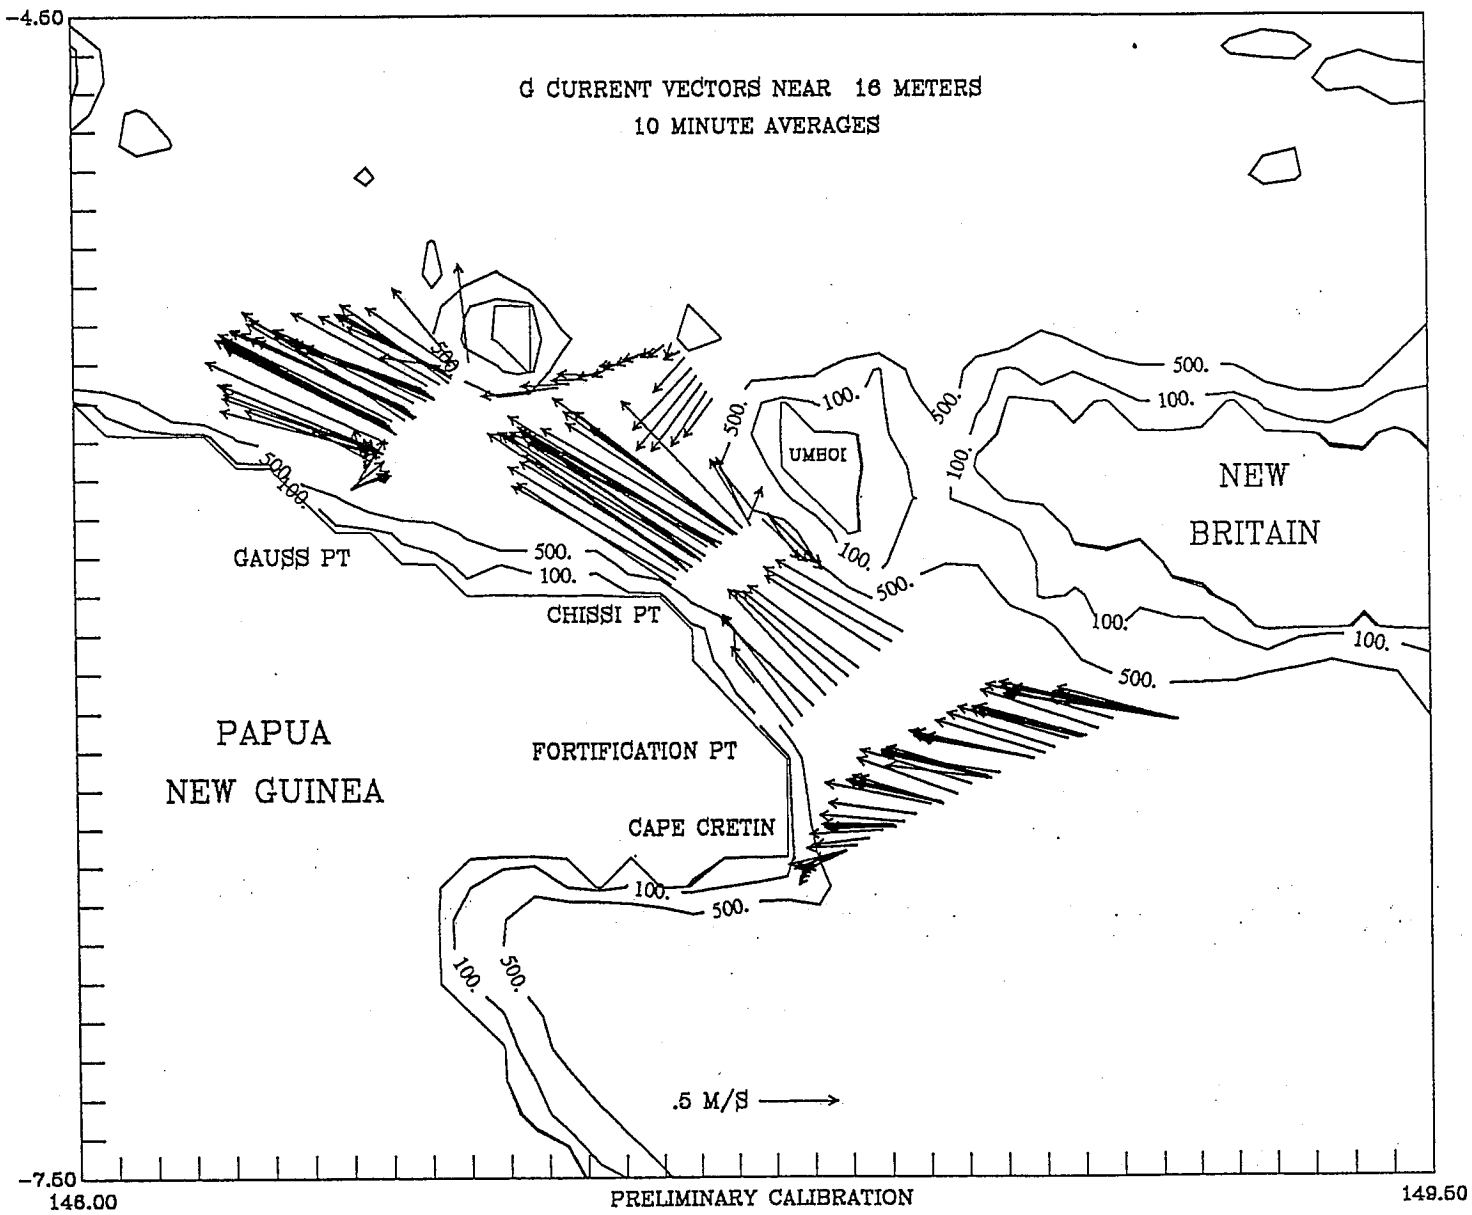 -4.50
G CURRENT VECTORS NEAR 16 METERS
10 MINUTE AVERAGES
500.
500.
500.
100.
500.
100.
500.
100.
UMBOI
NEW
BRITAIN
500.
100.
GAUSS PT
500.
100.
100.
500.
CHISSI PT
100.
100.
500.
PAPUA
NEW GUINEA
FORTIFICATION PT
CAPE CRETIN
100.
500.
100.
500.
.5 M/S
-7.50
146.00
PRELIMINARY CALIBRATION
149.50